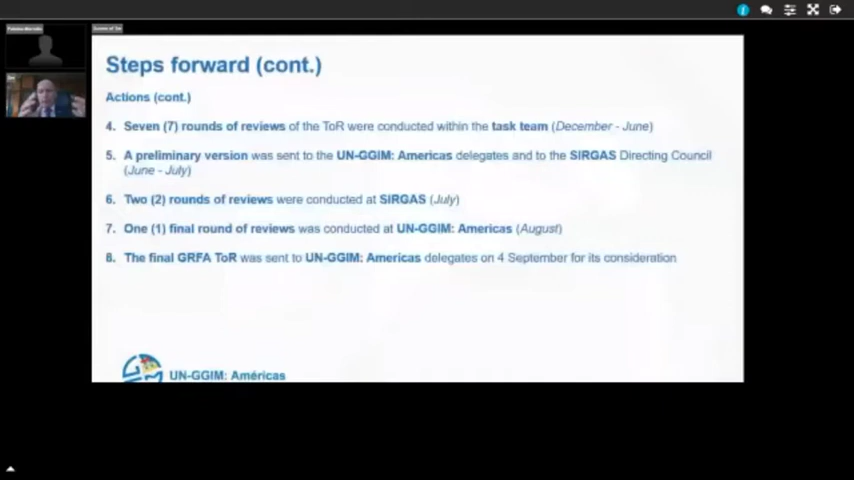 Steps forward (cont.)
Actions (cont.)
4. Seven (7) rounds of reviews of the ToR were conducted within the task team (December - June)
5. A preliminary version was sent to the UN-GGIM: Americas delegates and to the SIRGAS Directing Council
(June - July)
6. Two (2) rounds of reviews were conducted at SIRGAS (July)
7. One (1) final round of reviews was conducted at UN-GGIM: Americas (August)
8. The final GRFA ToR was sent to UN-GGIM: Americas delegates on 4 September for its consideration
UN-GGIM: Américas